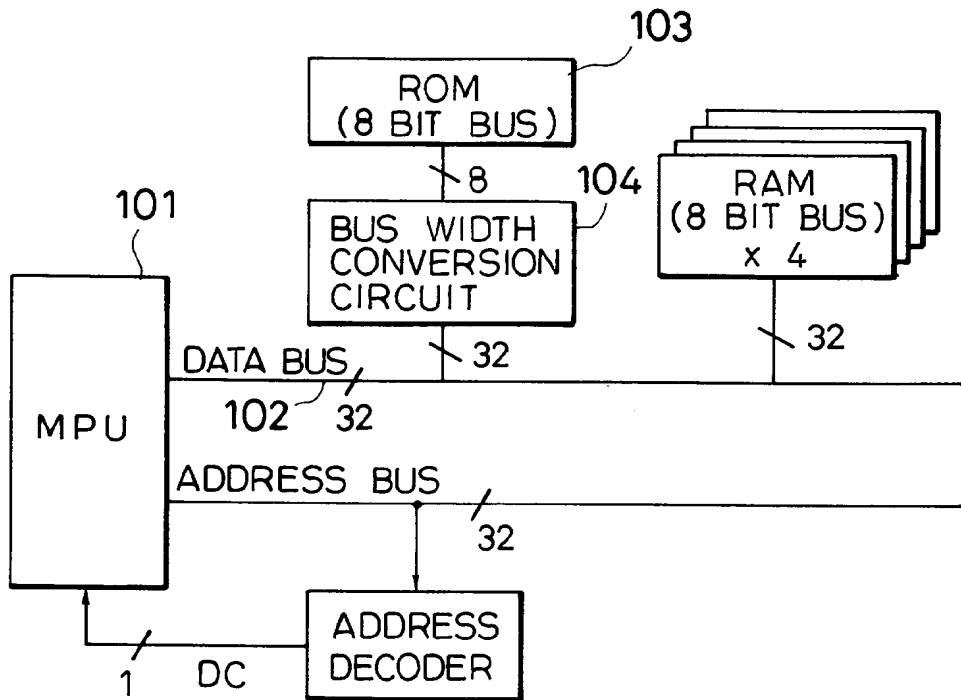 103
ROM
(8 BIT BUS)
8
104
RAM
(8 BIT BUS)
x 4
101
BUS WIDTH
CONVERSION
CIRCUIT
32
32
DATA BUS
102
32
MPU
ADDRESS BUS
32
ADDRESS
DECODER
1
DC